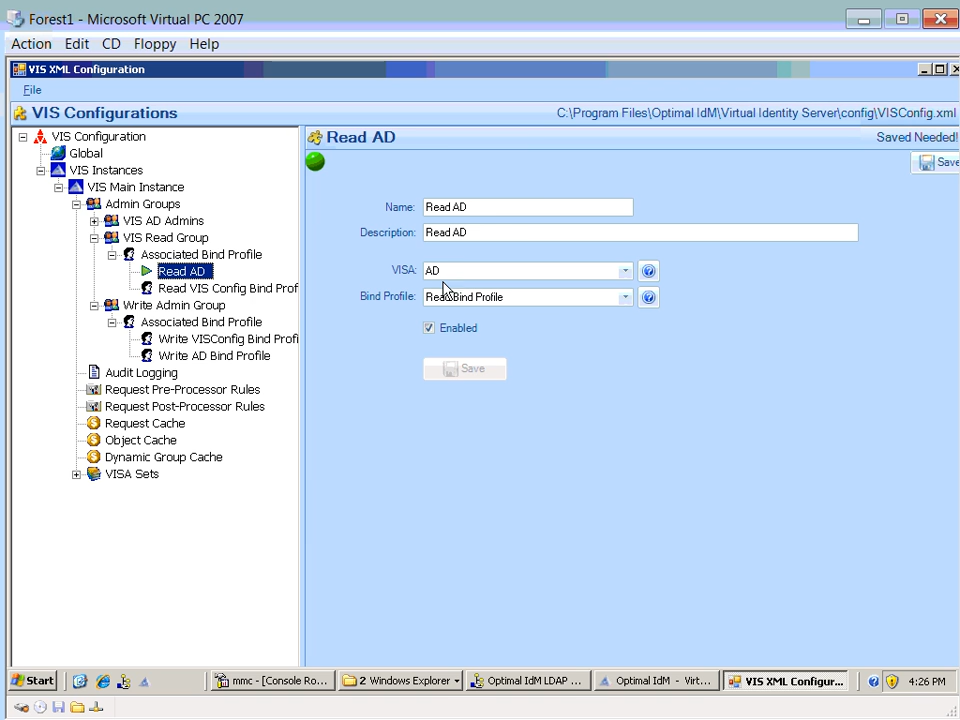 Forest1 - Microsoft Virtual PC 2007
Action Edit CD Floppy Help
VIS XML Configuration
File
VIS Configurations
C:\Program Files\Optimal IdM\Virtual Identity Server\config\VISConfig.xml
VIS Configuration
Global
VIS Instances
VIS Main Instance
Admin Groups
VIS AD Admins
VIS Read Group
Associated Bind Profile
Read AD
Read VIS Config Bind Prof
Write Admin Group
Associated Bind Profile
Write VISConfig Bind Profi
Write AD Bind Profile
Audit Logging
Request Pre-Processor Rules
Request Post-Processor Rules
Request Cache
Object Cache
Dynamic Group Cache
VISA Sets
Read AD
Saved Needed!
Save
Name: Read AD
Description: Read AD
VISA: AD
Bind Profile: Read Bind Profile
Enabled
Save
Start
mmc - [Console Ro...
2 Windows Explorer
Optimal IdM LDAP ...
Optimal IdM - Virt...
VIS XML Configur...
4:26 PM